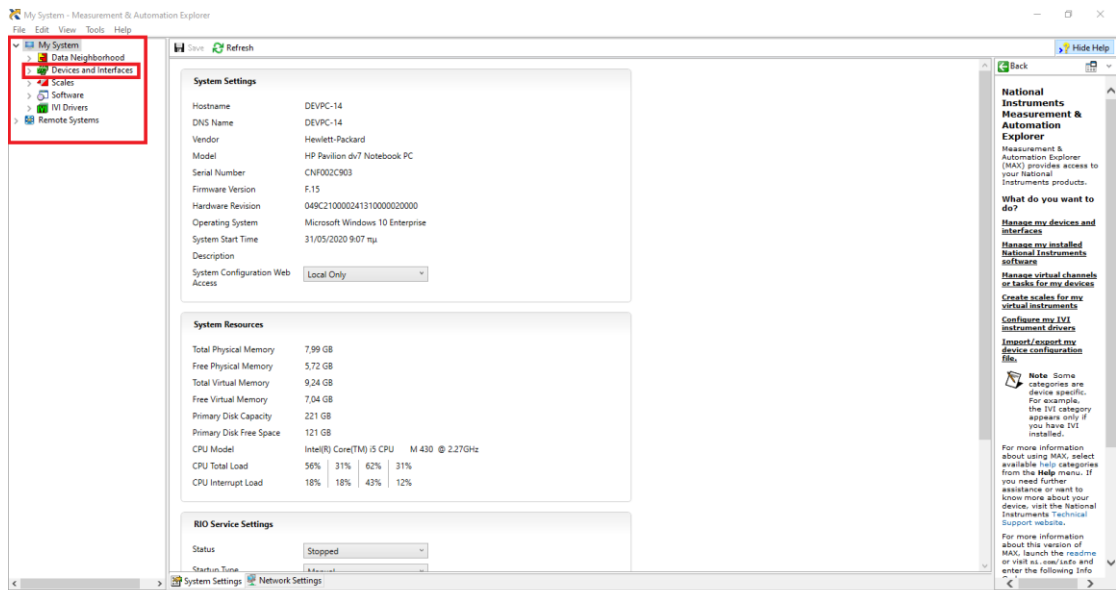 My System - Measurement & Automation Explorer
File Edit View Tools Help
My System
Data Neighborhood
Devices and Interfaces
Scales
Software
IVI Drivers
Remote Systems
Save Refresh
Hide Help
System Settings
Hostname DEVPC-14
DNS Name DEVPC-14
Vendor Hewlett-Packard
Model HP Pavilion dv7 Notebook PC
Serial Number CNF002C903
Firmware Version F.15
Hardware Revision 049C210000241310000020000
Operating System Microsoft Windows 10 Enterprise
System Start Time 31/05/2020 9:07 πμ
Description
System Configuration Web
Access
Local Only
System Resources
Total Physical Memory 7,99 GB
Free Physical Memory 5,72 GB
Total Virtual Memory 9,24 GB
Free Virtual Memory 7,04 GB
Primary Disk Capacity 221 GB
Primary Disk Free Space 121 GB
CPU Model Intel(R) Core(TM) i5 CPU M 430 @ 2.27GHz
CPU Total Load 56% 31% 62% 31%
CPU Interrupt Load 18% 18% 43% 12%
RIO Service Settings
Status Stopped
Startup Type Manual
System Settings Network Settings
Back
National
Instruments
Measurement &
Automation
Explorer
Measurement &
Automation Explorer
(MAX) provides access to
your National
Instruments products.
What do you want to
do?
Manage my devices and
interfaces
Manage my installed
National Instruments
software
Manage virtual channels
or tasks for my devices
Create scales for my
virtual instruments
Configure my IVI
instrument drivers
Import/export my
device configuration
file.
Note Some
categories are
device specific.
For example,
the IVI category
appears only if
you have IVI
installed.
For more information
about using MAX, select
available help categories
from the Help menu. If
you need further
assistance or want to
know more about your
device, visit the National
Instruments Technical
Support website.
For more information
about this version of
MAX, launch the readme
or visit ni.com/info and
enter the following Info